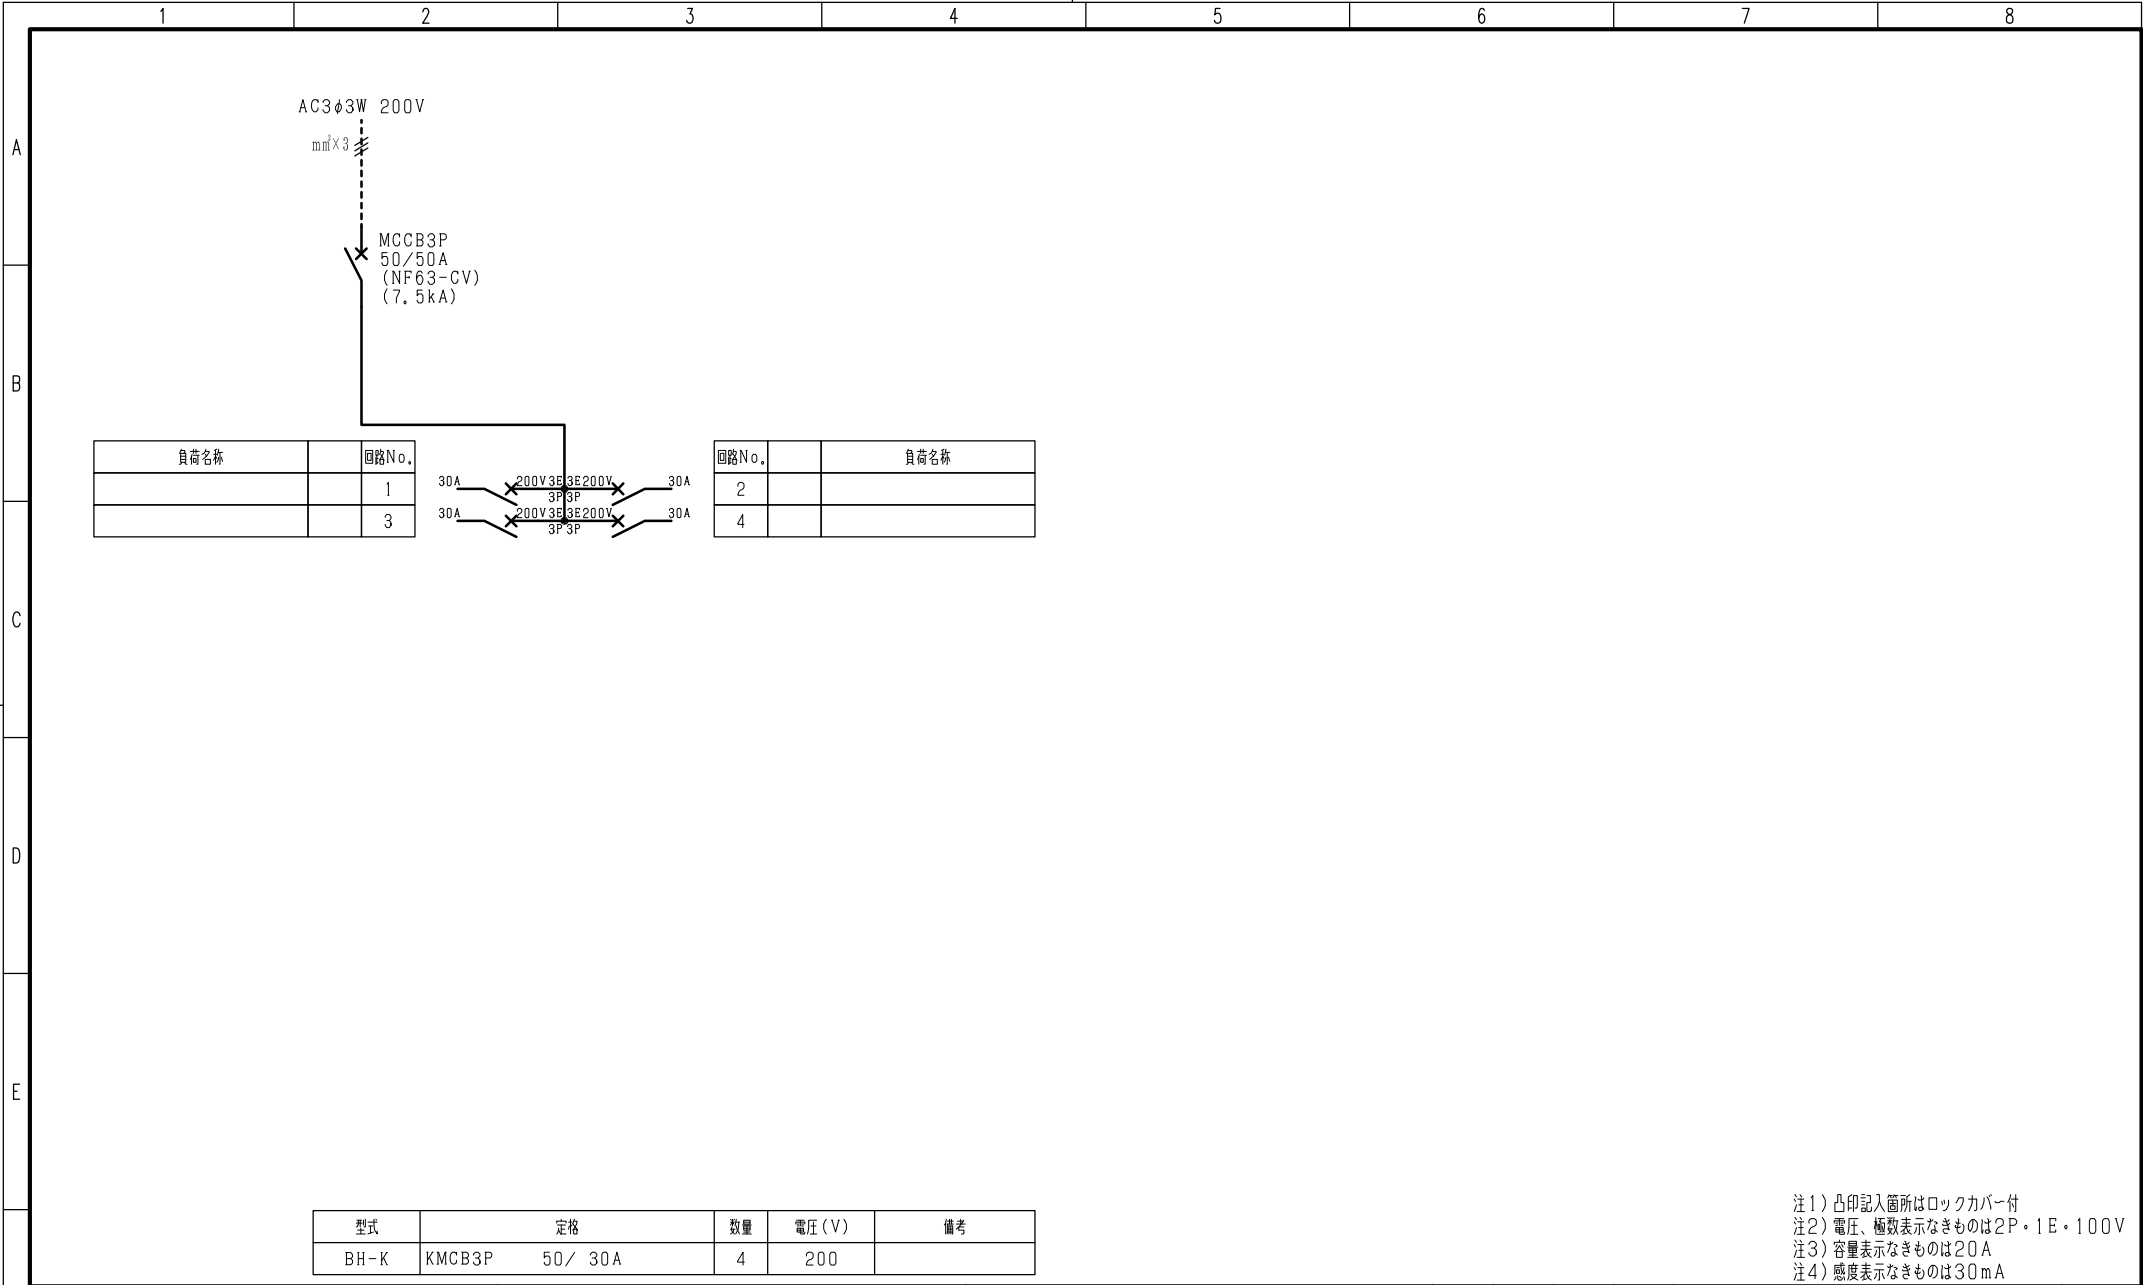 1 2 3 4 5 6 7 8
A
B
C
D
E
AC3φ3W 200V
mm²×3
MCCB3P
50/50A
(NF63-CV)
(7.5kA)
負荷名称 回路No.
1
3
30A 200V3E 3E200V 30A
3P 3P
30A 200V3E 3E200V 30A
3P 3P
回路No. 負荷名称
2
4
型式 定格 数量 電圧(V) 備考
BH-K KMCB3P 50/ 30A 4 200
注1)凸印記入箇所はロックカバー付
注2)電圧、極数表示なきものは2P・1E・100V
注3)容量表示なきものは20A
注4)感度表示なきものは30mA